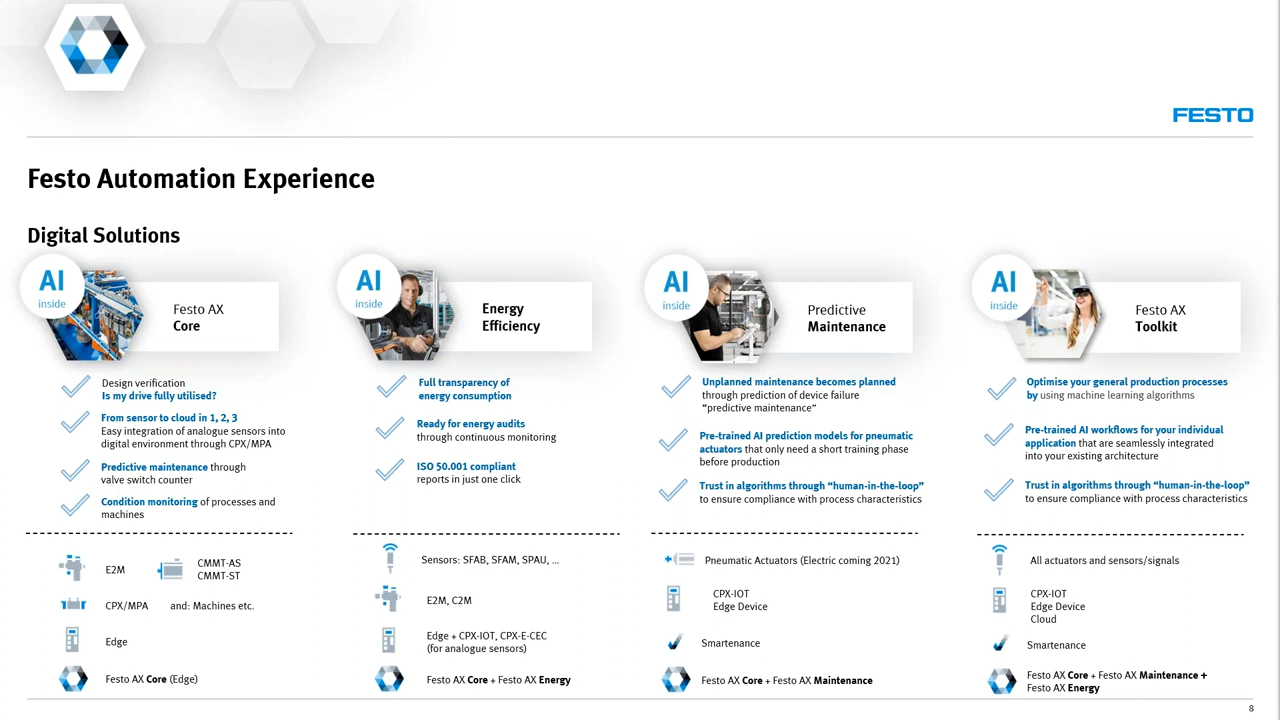 FESTO
Festo Automation Experience
Digital Solutions
AI
inside
Festo AX
Core
Design verification
Is my drive fully utilised?
From sensor to cloud in 1, 2, 3
Easy integration of analogue sensors into
digital environment through CPX/MPA
Predictive maintenance through
valve switch counter
Condition monitoring of processes and
machines
E2M
CMMT-AS
CMMT-ST
CPX/MPA and: Machines etc.
Edge
Festo AX Core (Edge)
AI
inside
Energy
Efficiency
Full transparency of
energy consumption
Ready for energy audits
through continuous monitoring
ISO 50.001 compliant
reports in just one click
Sensors: SFAB, SFAM, SPAU, ...
E2M, C2M
Edge + CPX-IOT, CPX-E-CEC
(for analogue sensors)
Festo AX Core + Festo AX Energy
AI
inside
Predictive
Maintenance
Unplanned maintenance becomes planned
through prediction of device failure
“predictive maintenance”
Pre-trained AI prediction models for pneumatic
actuators that only need a short training phase
before production
Trust in algorithms through “human-in-the-loop”
to ensure compliance with process characteristics
Pneumatic Actuators (Electric coming 2021)
CPX-IOT
Edge Device
Smartenance
Festo AX Core + Festo AX Maintenance
AI
inside
Festo AX
Toolkit
Optimise your general production processes
by using machine learning algorithms
Pre-trained AI workflows for your individual
application that are seamlessly integrated
into your existing architecture
Trust in algorithms through “human-in-the-loop”
to ensure compliance with process characteristics
All actuators and sensors/signals
CPX-IOT
Edge Device
Cloud
Smartenance
Festo AX Core + Festo AX Maintenance +
Festo AX Energy
8